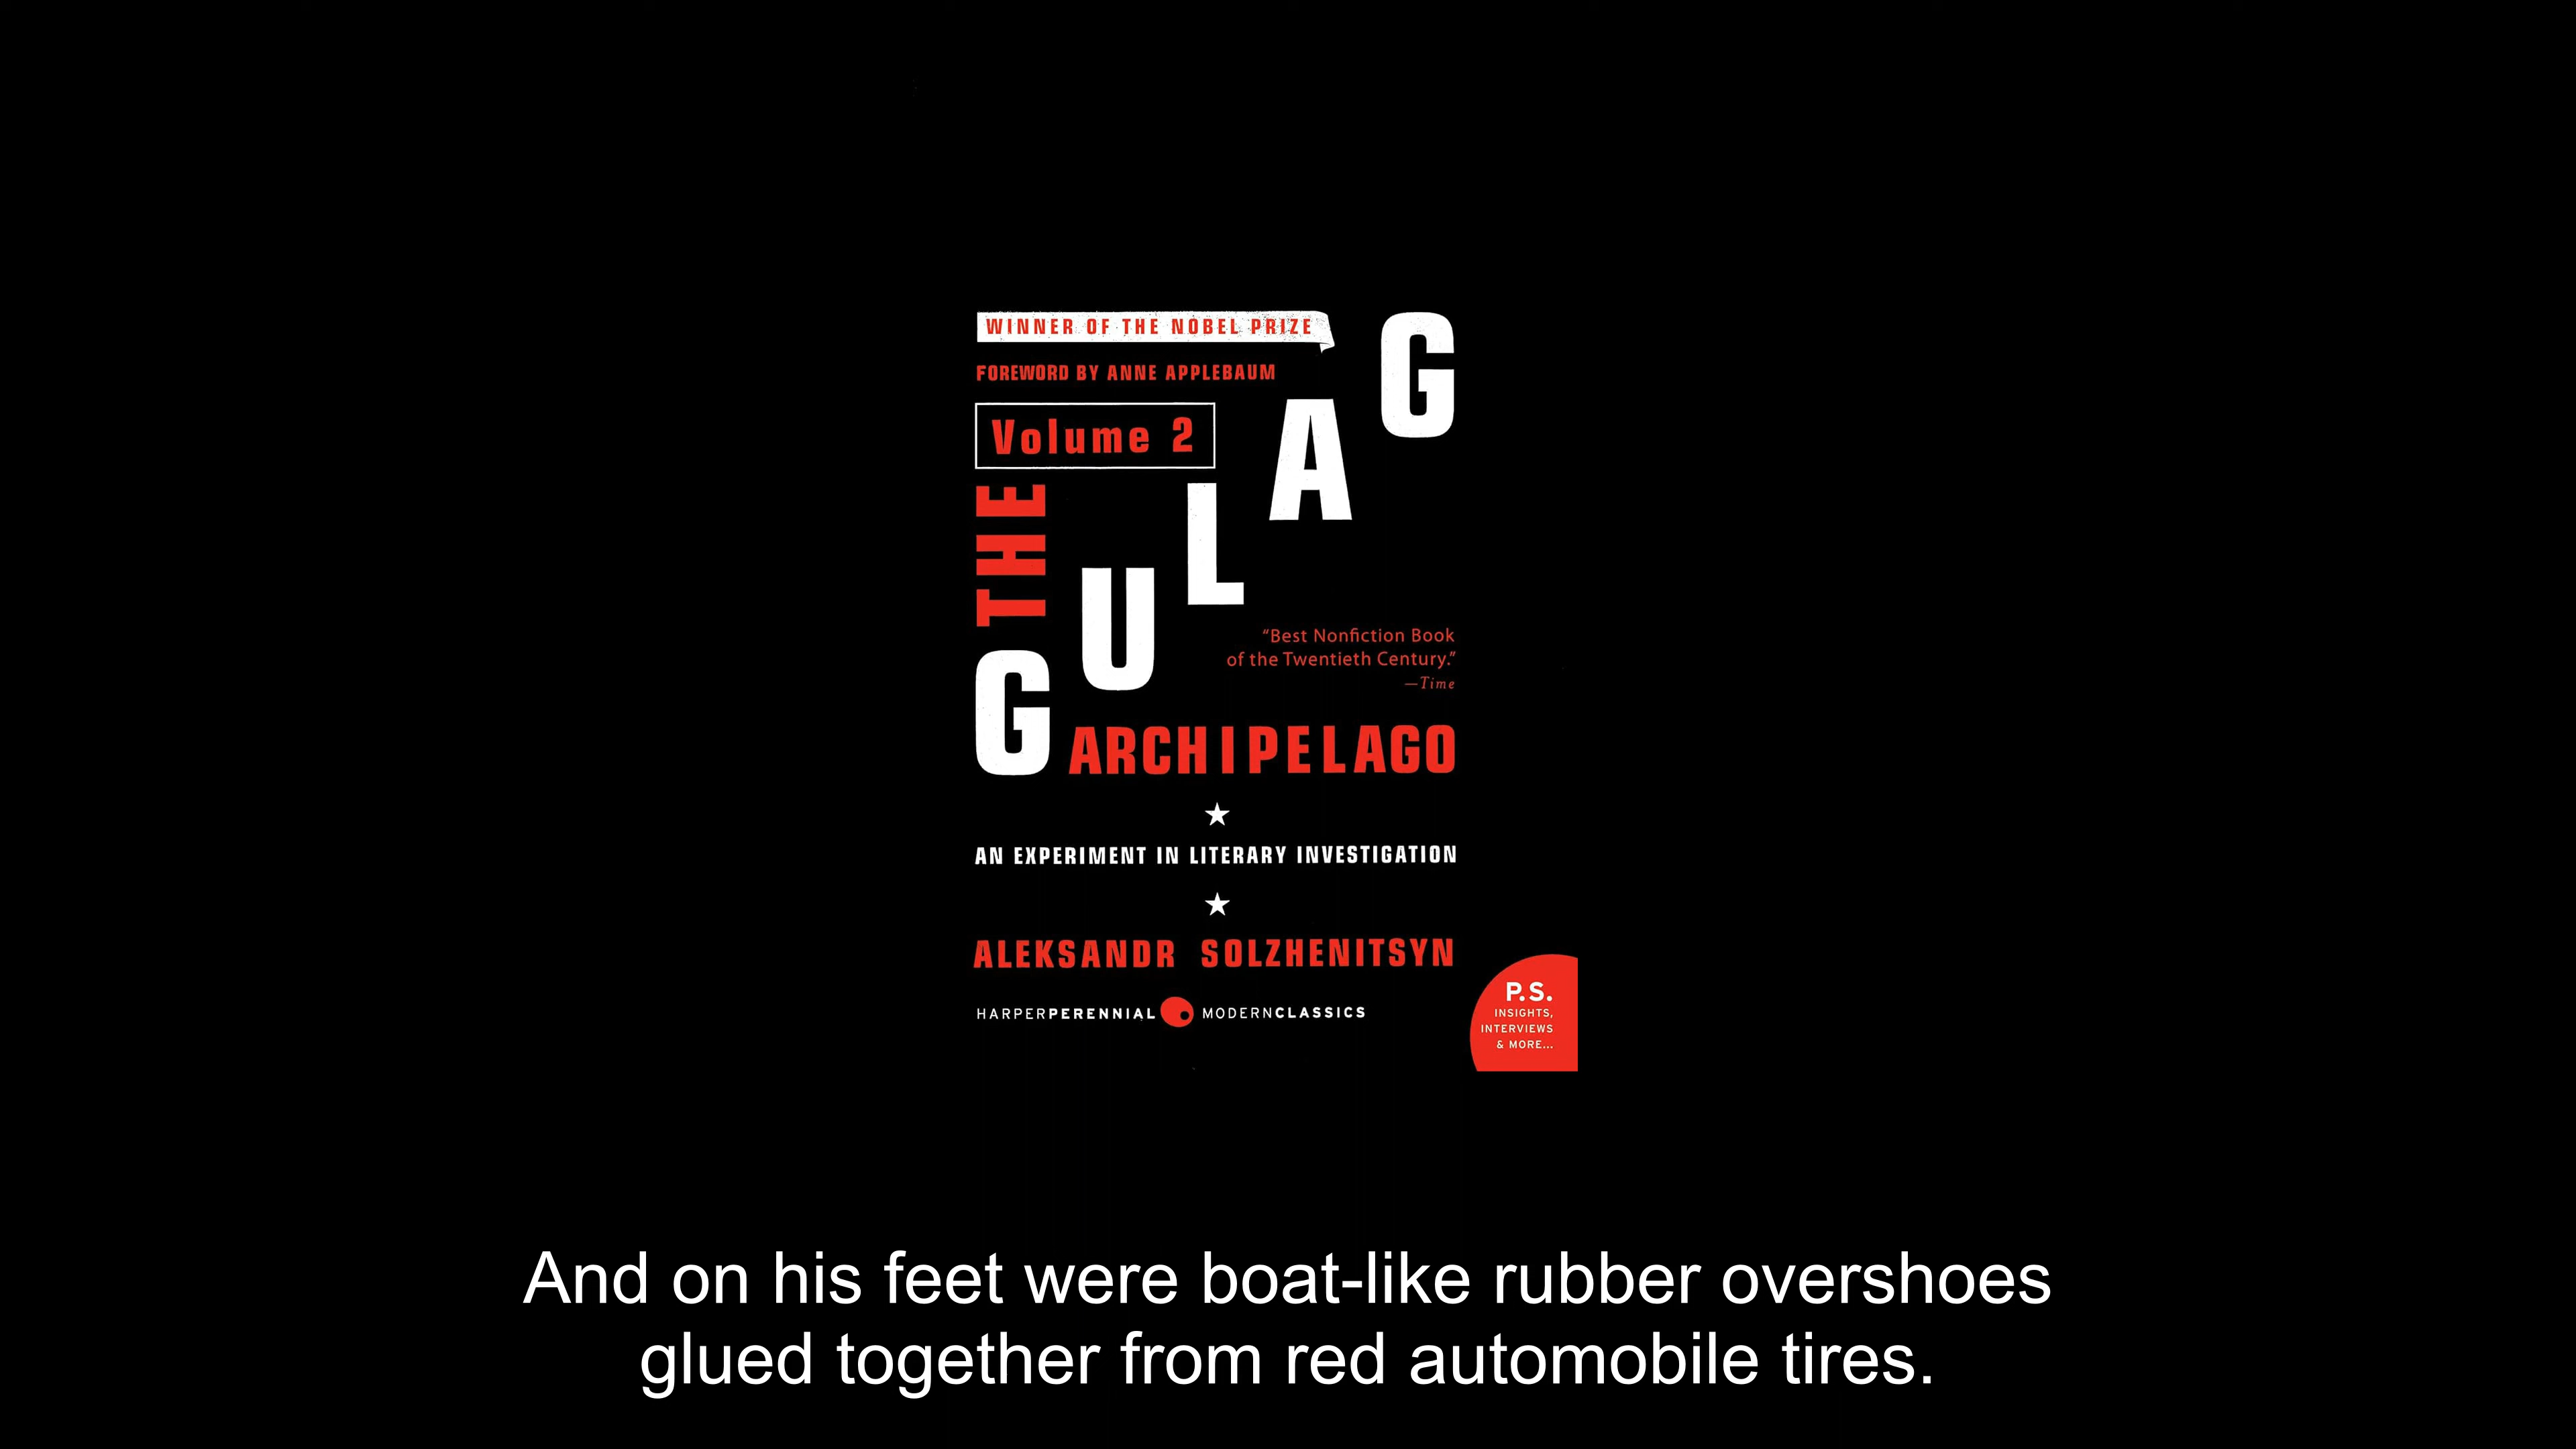 WINNER OF THE NOBEL PRIZE
FOREWORD BY ANNE APPLEBAUM
Volume 2
THE
GULAG
ARCHIPELAGO
AN EXPERIMENT IN LITERARY INVESTIGATION
ALEKSANDR SOLZHENITSYN
“Best Nonfiction Book
of the Twentieth Century.”
—Time
HARPERPERENNIAL MODERNCLASSICS
P.S.
INSIGHTS,
INTERVIEWS
& MORE...
And on his feet were boat-like rubber overshoes
glued together from red automobile tires.